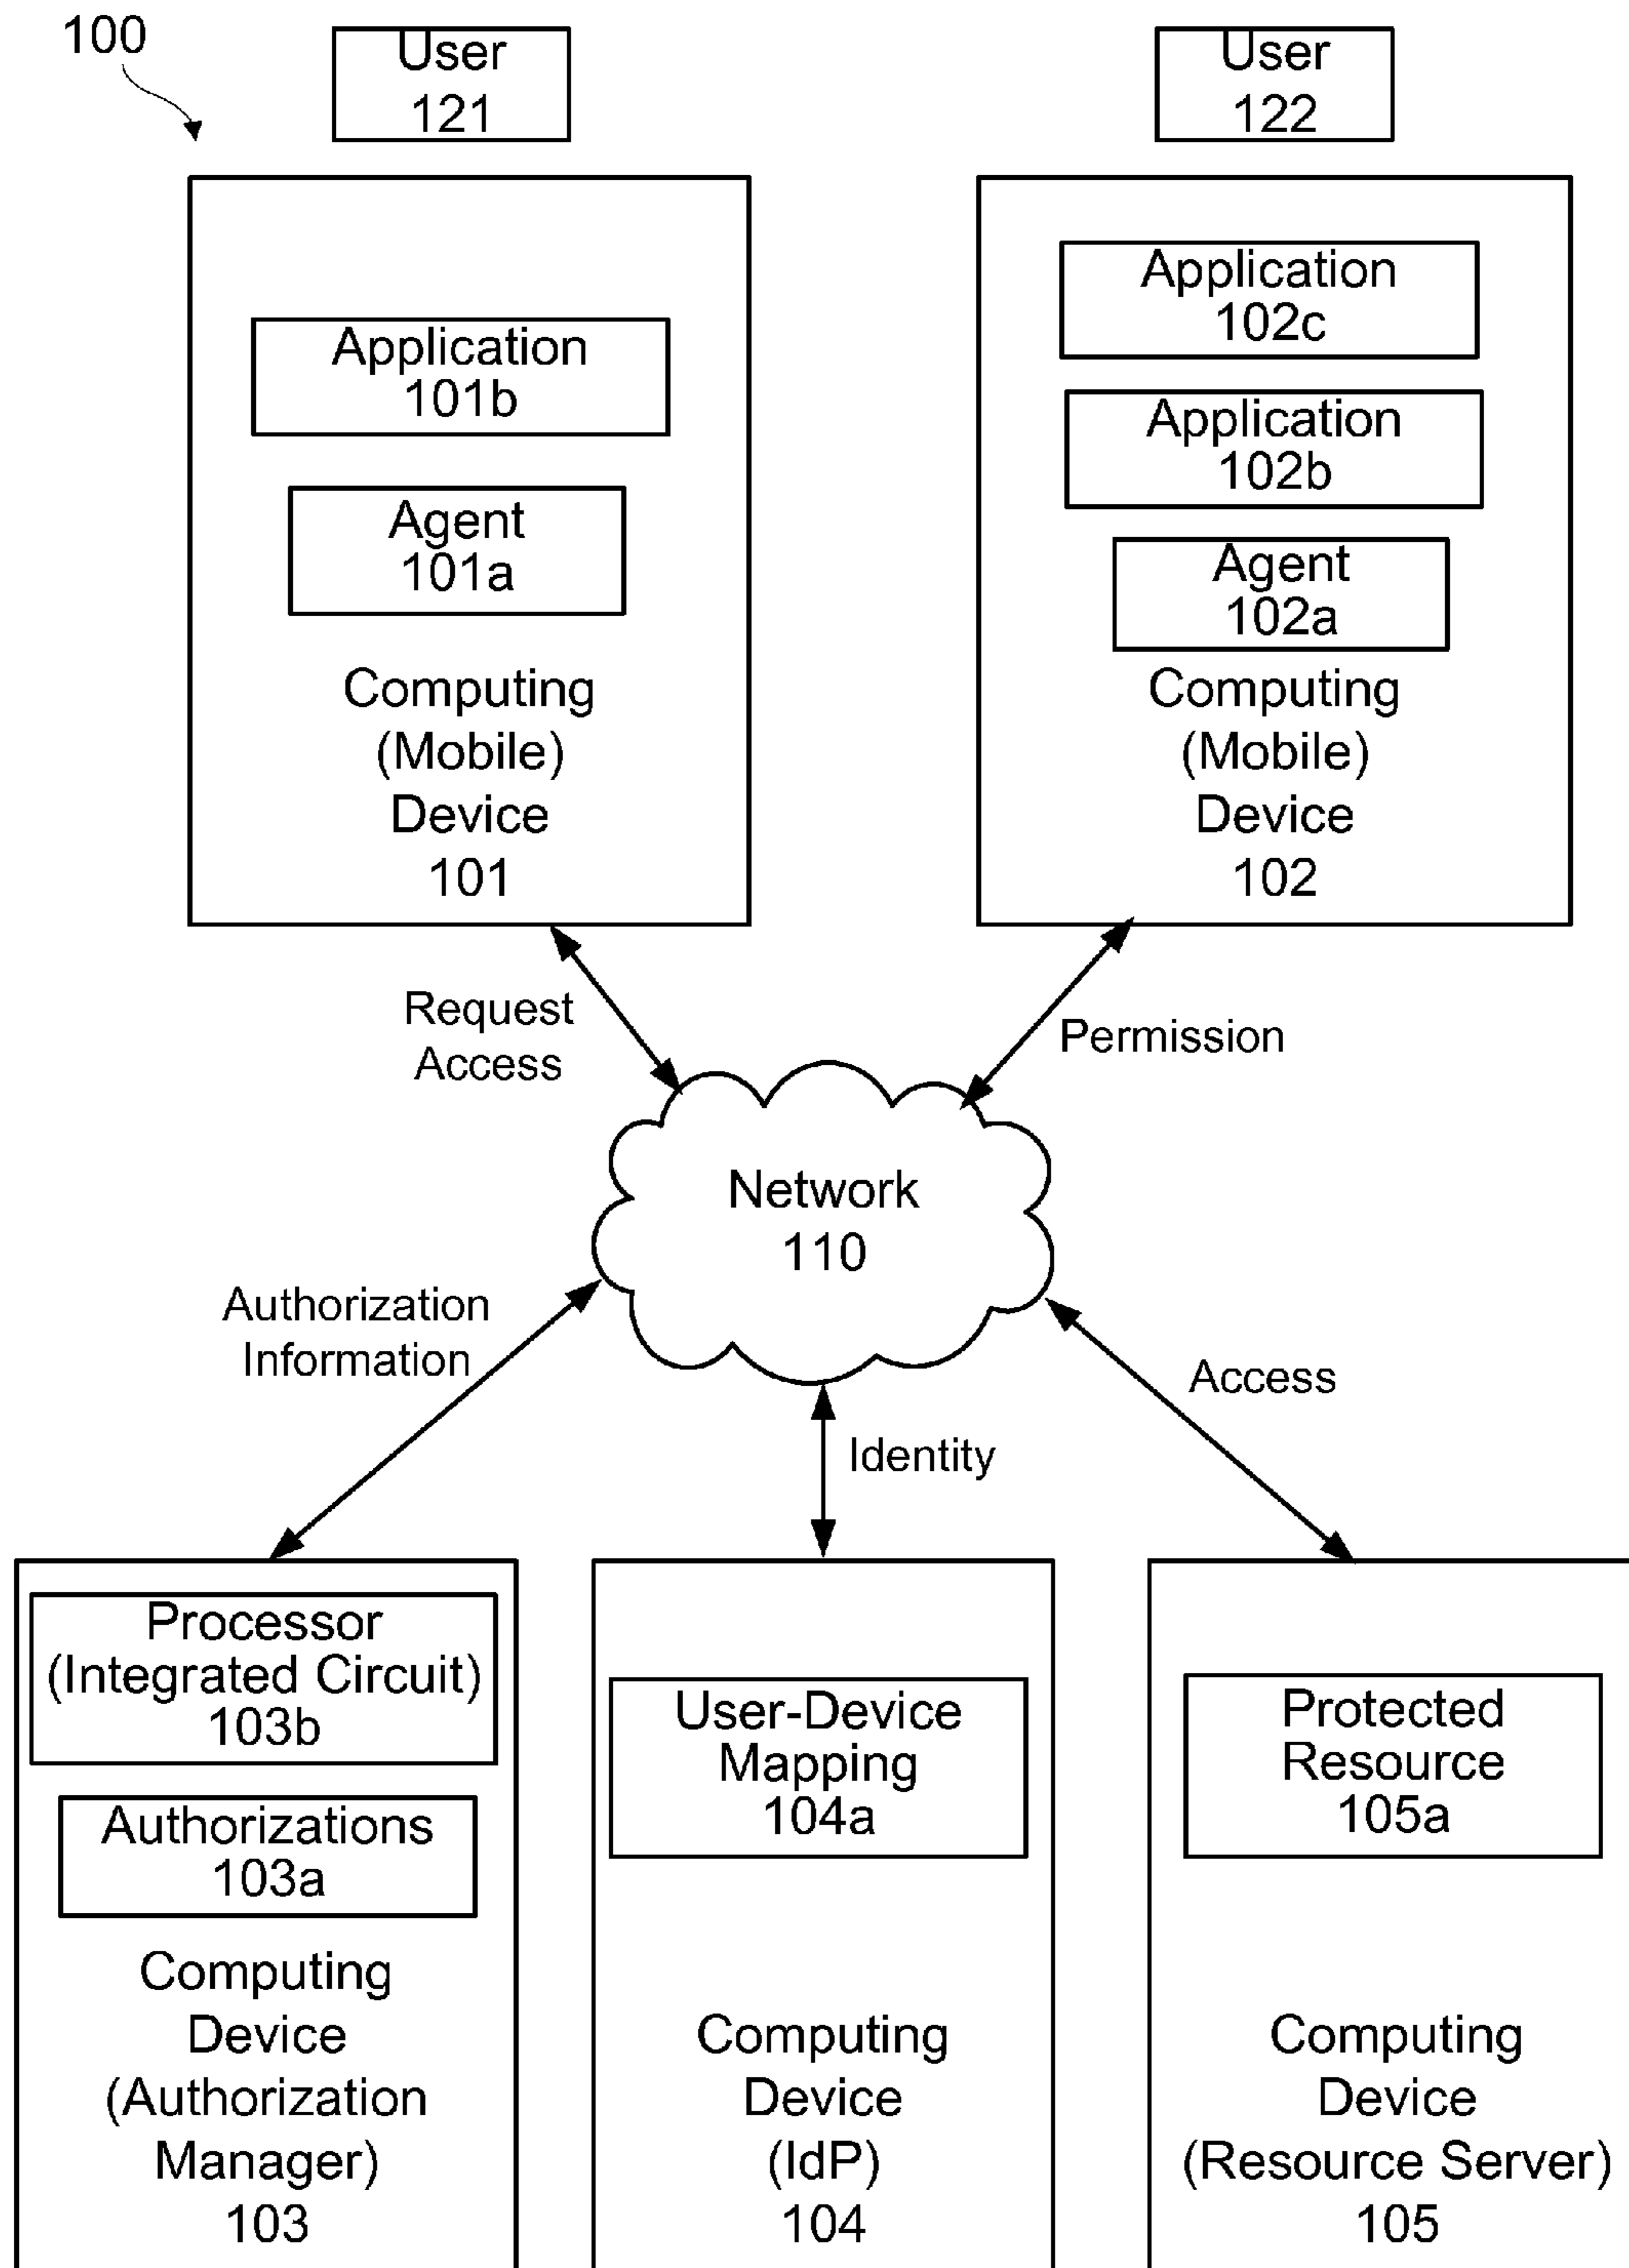 100
User
121
User
122
Application
101b
Agent
101a
Computing
(Mobile)
Device
101
Application
102c
Application
102b
Agent
102a
Computing
(Mobile)
Device
102
Request
Access
Permission
Network
110
Authorization
Information
Identity
Access
Processor
(Integrated Circuit)
103b
Authorizations
103a
Computing
Device
(Authorization
Manager)
103
User-Device
Mapping
104a
Computing
Device
(IdP)
104
Protected
Resource
105a
Computing
Device
(Resource Server)
105